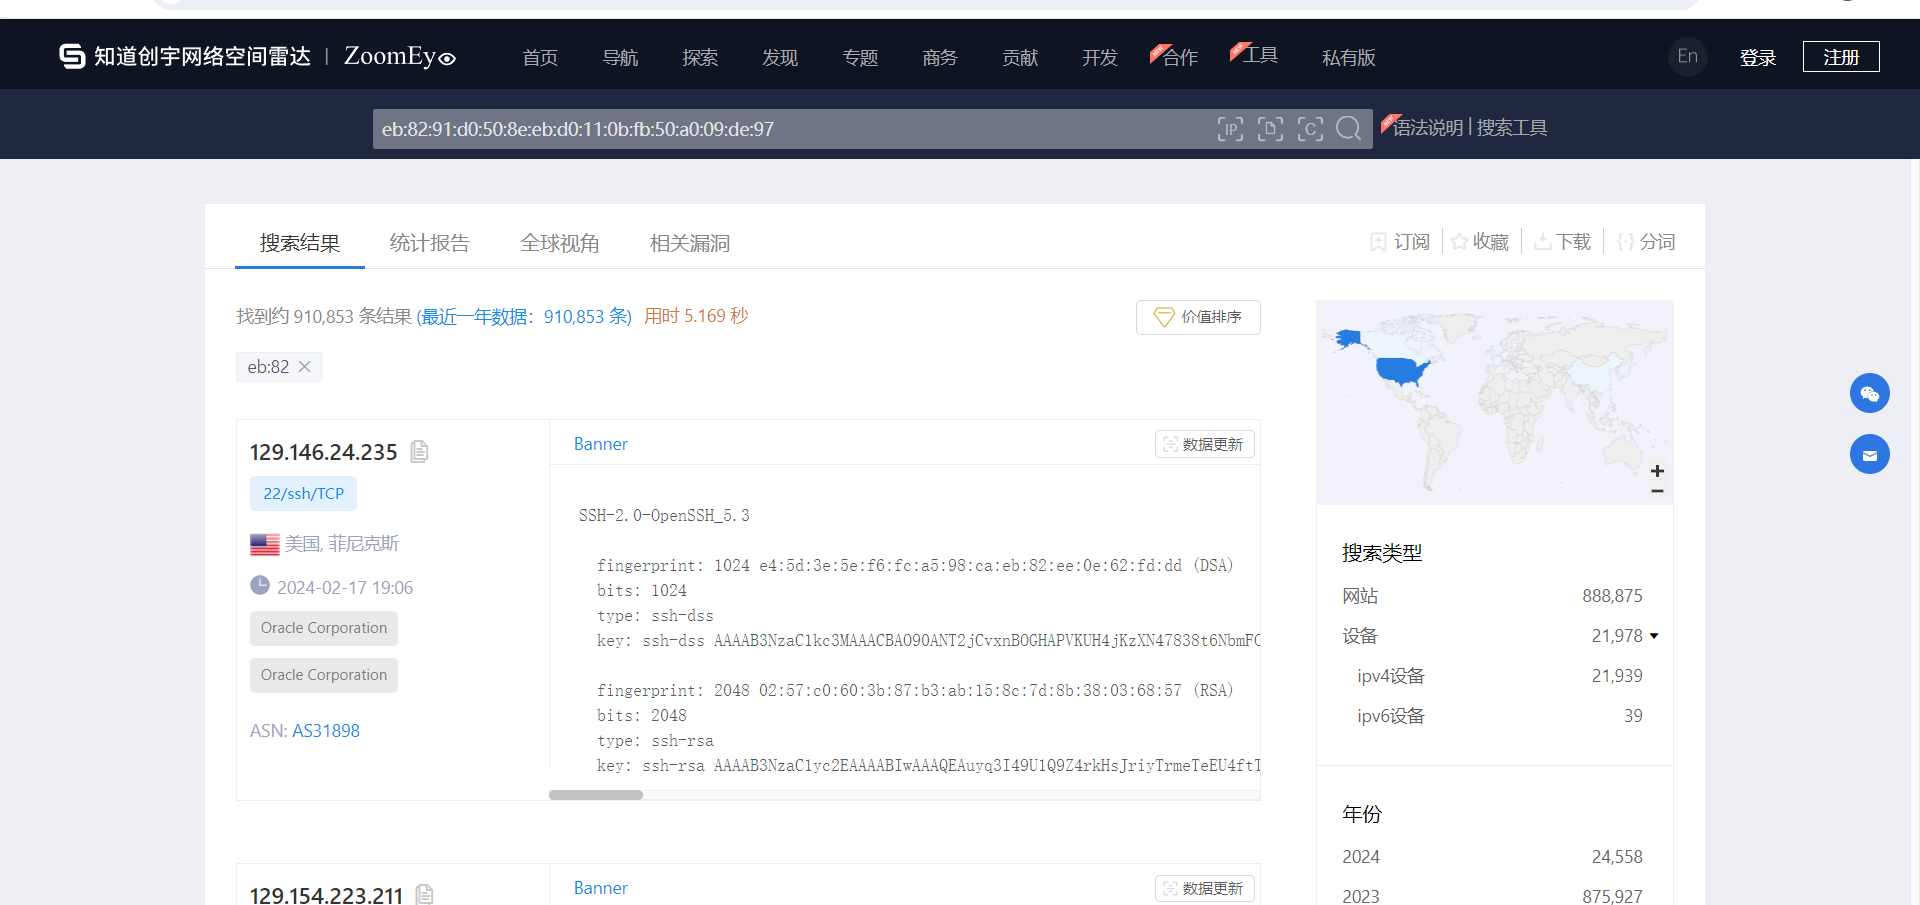 知道创宇网络空间雷达 | ZoomEye
首页 导航 探索 发现 专题 商务 贡献 开发 NEW 合作 NEW 工具 私有版 En 登录 注册
eb:82:91:d0:50:8e:eb:d0:11:0b:fb:50:a0:09:de:97 IP D C NEW 语法说明 | 搜索工具
搜索结果 统计报告 全球视角 相关漏洞 订阅 收藏 下载 分词
找到约 910,853 条结果 (最近一年数据：910,853 条) 用时 5.169 秒 价值排序
eb:82
129.146.24.235
22/ssh/TCP
美国, 菲尼克斯
2024-02-17 19:06
Oracle Corporation
Oracle Corporation
ASN: AS31898
Banner 数据更新
SSH-2.0-OpenSSH_5.3
fingerprint: 1024 e4:5d:3e:5e:f6:fc:a5:98:ca:eb:82:ee:0e:62:fd:dd (DSA)
bits: 1024
type: ssh-dss
key: ssh-dss AAAAB3NzaC1kc3MAAACBAO90ANT2jCvxnBOGHAPVKUH4jKzXN47838t6NbmFC
fingerprint: 2048 02:57:c0:60:3b:87:b3:ab:15:8c:7d:8b:38:03:68:57 (RSA)
bits: 2048
type: ssh-rsa
key: ssh-rsa AAAAB3NzaC1yc2EAAAABIwAAAQEAuyq3I49U1Q9Z4rkHsJriyTrmeTeEU4ftT
+
−
搜索类型
网站 888,875
设备 21,978
ipv4设备 21,939
ipv6设备 39
年份
2024 24,558
2023 875,927
129.154.223.211
Banner 数据更新